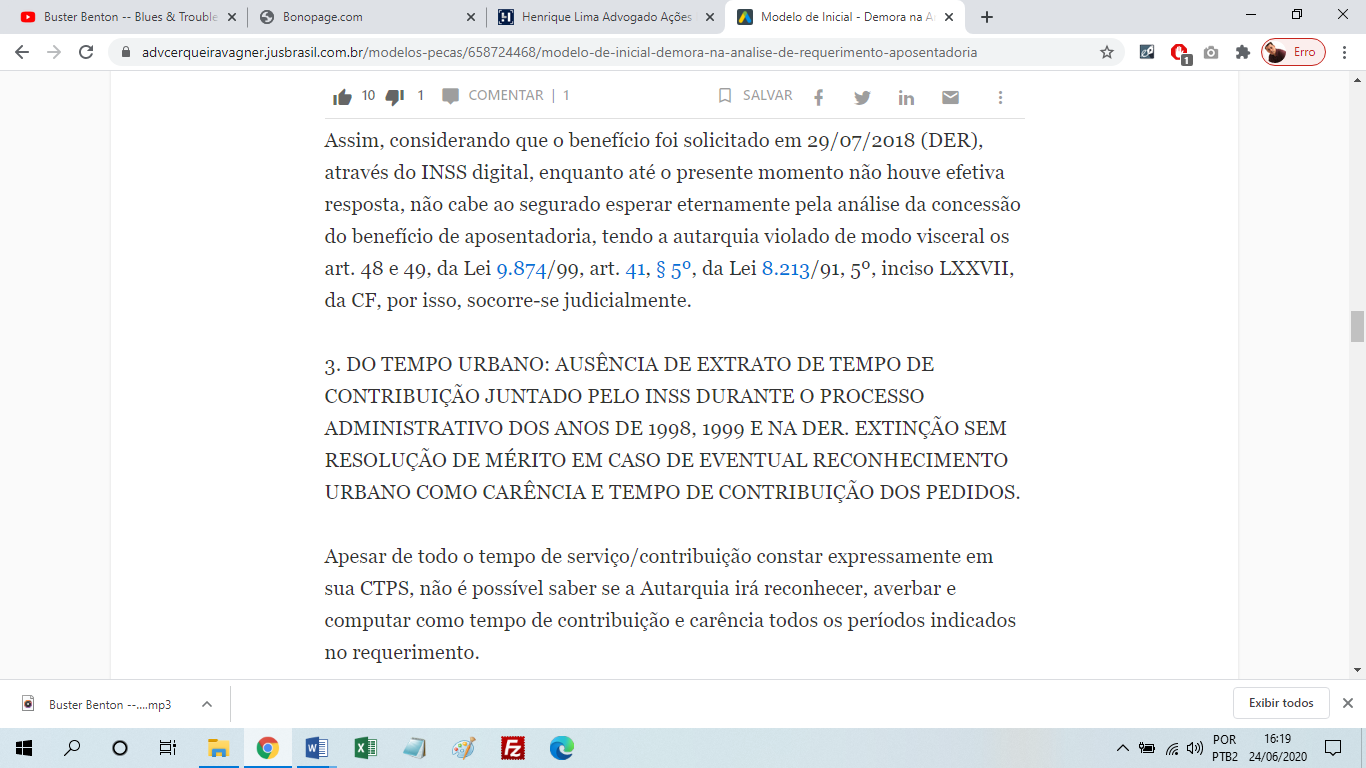 Buster Benton -- Blues & Trouble
Bonopage.com
Henrique Lima Advogado Ações
Modelo de Inicial - Demora na A
advcerqueiravagner.jusbrasil.com.br/modelos-pecas/658724468/modelo-de-inicial-demora-na-analise-de-requerimento-aposentadoria
1
Erro
10
1
COMENTAR | 1
SALVAR
Assim, considerando que o benefício foi solicitado em 29/07/2018 (DER),
através do INSS digital, enquanto até o presente momento não houve efetiva
resposta, não cabe ao segurado esperar eternamente pela análise da concessão
do benefício de aposentadoria, tendo a autarquia violado de modo visceral os
art. 48 e 49, da Lei 9.874/99, art. 41, § 5º, da Lei 8.213/91, 5º, inciso LXXVII,
da CF, por isso, socorre-se judicialmente.
3. DO TEMPO URBANO: AUSÊNCIA DE EXTRATO DE TEMPO DE
CONTRIBUIÇÃO JUNTADO PELO INSS DURANTE O PROCESSO
ADMINISTRATIVO DOS ANOS DE 1998, 1999 E NA DER. EXTINÇÃO SEM
RESOLUÇÃO DE MÉRITO EM CASO DE EVENTUAL RECONHECIMENTO
URBANO COMO CARÊNCIA E TEMPO DE CONTRIBUIÇÃO DOS PEDIDOS.
Apesar de todo o tempo de serviço/contribuição constar expressamente em
sua CTPS, não é possível saber se a Autarquia irá reconhecer, averbar e
computar como tempo de contribuição e carência todos os períodos indicados
no requerimento.
Buster Benton --....mp3
Exibir todos
POR
PTB2
16:19
24/06/2020